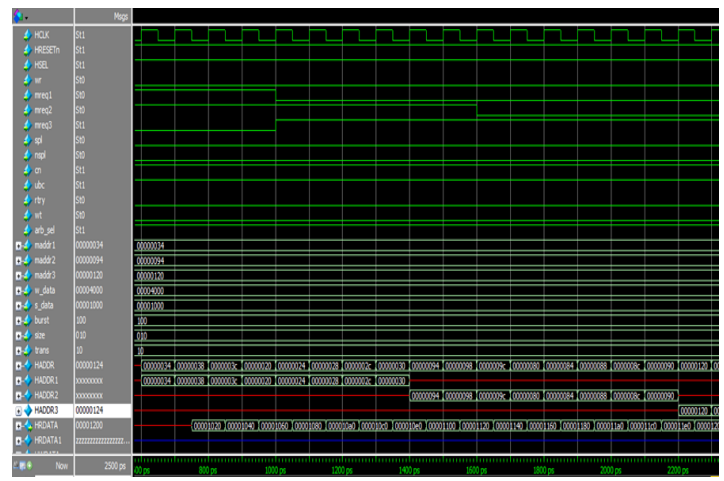 Msgs
HCLK St1
HRESETn St1
HSEL St1
wr St0
mreq1 St0
mreq2 St0
mreq3 St1
spl St0
nspl St0
cn St1
ubc St1
rtry St0
wt St0
arb_sel St1
maddr1 00000034 00000034
maddr2 00000094 00000094
maddr3 00000120 00000120
w_data 00004000 00004000
s_data 00001000 00001000
burst 100 100
size 010 010
trans 10 10
HADDR 00000124 00000034 00000038 0000003c 00000020 00000024 00000028 0000002c 00000030 00000094 00000098 0000009c 00000080 00000084 00000088 0000008c 00000090 00000120
HADDR1 xxxxxxxx 00000034 00000038 0000003c 00000020 00000024 00000028 0000002c 00000030
HADDR2 xxxxxxxx 00000094 00000098 0000009c 00000080 00000084 00000088 0000008c 00000090
HADDR3 00000124 00000120
HRDATA 00001200 00001020 00001040 00001060 00001080 000010a0 000010c0 000010e0 00001100 00001120 00001140 00001160 00001180 000011a0 000011c0 000011e0
HRDATA1 zzzzzzzzzzzzzzzz...
Now 2500 ps 800 ps 1000 ps 1200 ps 1400 ps 1600 ps 1800 ps 2000 ps 2200 ps